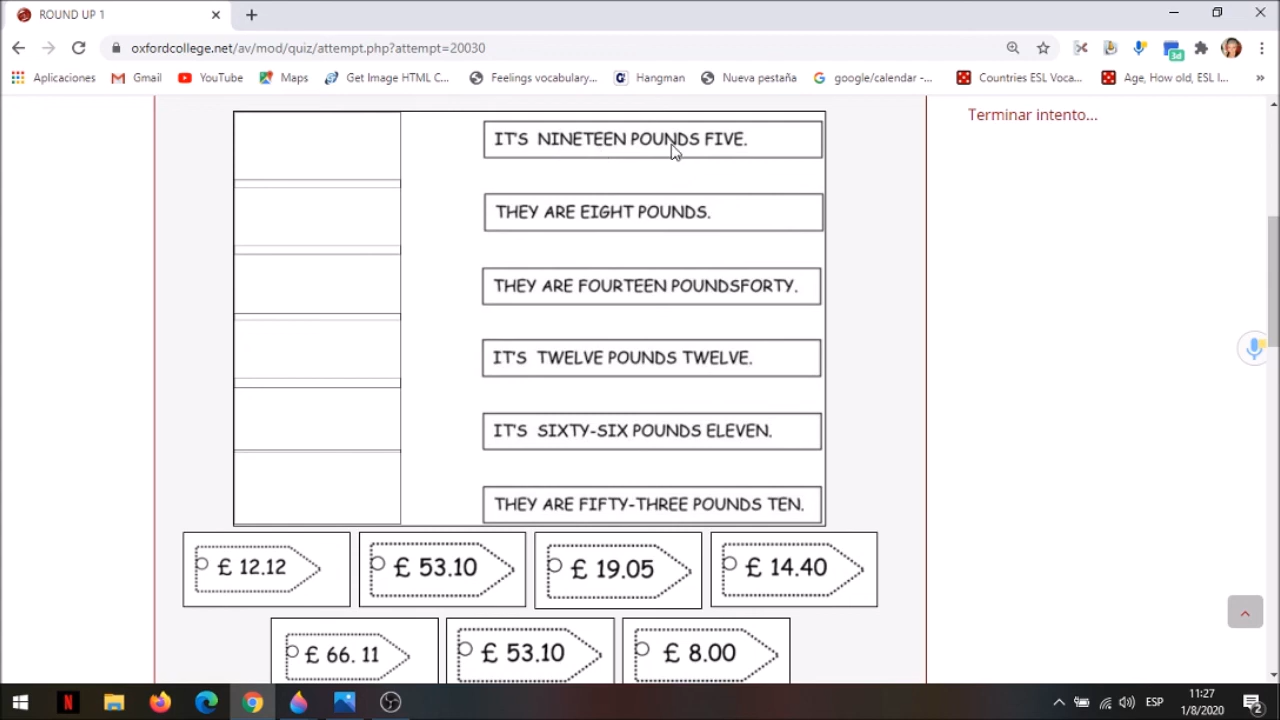 ROUND UP 1
oxfordcollege.net/av/mod/quiz/attempt.php?attempt=20030
Aplicaciones
Gmail
YouTube
Maps
Get Image HTML C...
Feelings vocabulary...
Hangman
Nueva pestaña
google/calendar -...
Countries ESL Voca...
Age, How old, ESL I...
»
Terminar intento...
IT'S NINETEEN POUNDS FIVE.
THEY ARE EIGHT POUNDS.
THEY ARE FOURTEEN POUNDSFORTY.
IT'S TWELVE POUNDS TWELVE.
IT'S SIXTY-SIX POUNDS ELEVEN.
THEY ARE FIFTY-THREE POUNDS TEN.
£ 12.12
£ 53.10
£ 19.05
£ 14.40
£ 66. 11
£ 53.10
£ 8.00
ESP
11:27
1/8/2020
2